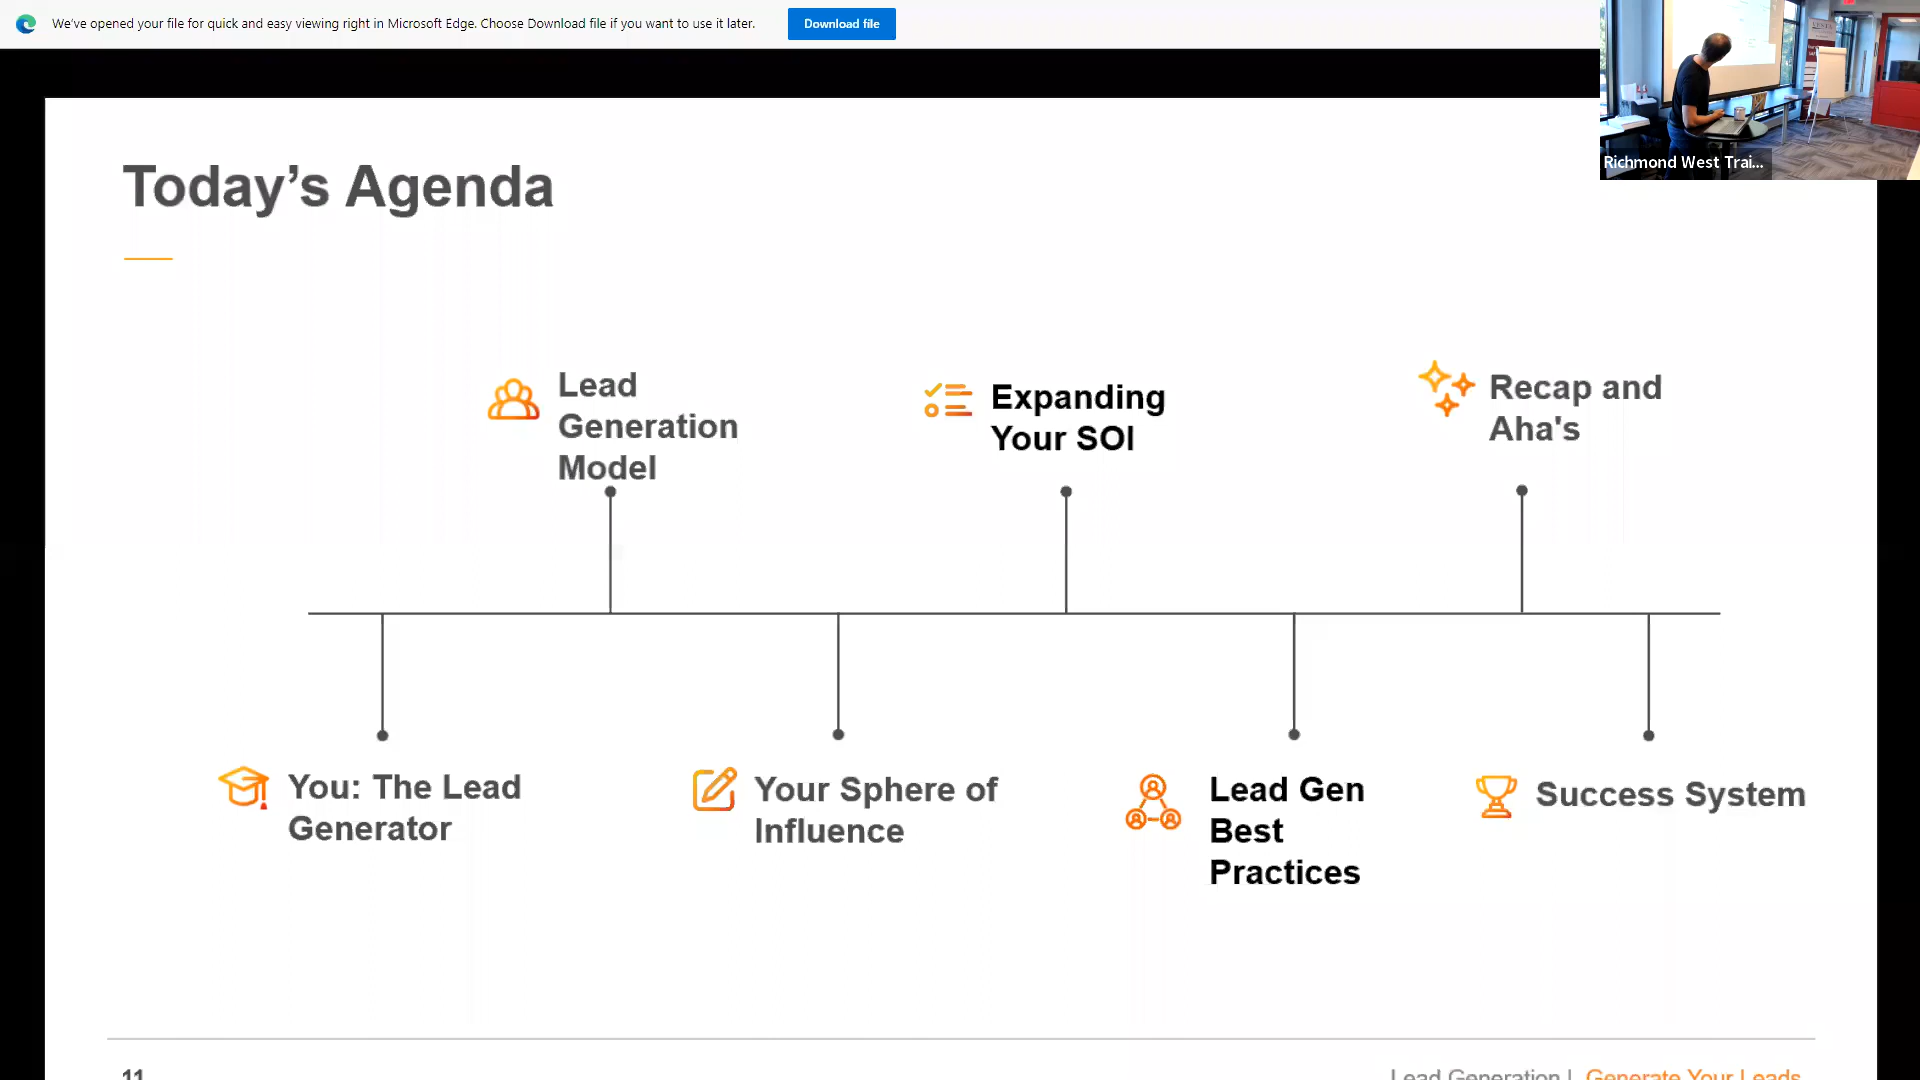 We've opened your file for quick and easy viewing right in Microsoft Edge. Choose Download file if you want to use it later.
Download file
Richmond West Trai...
Today’s Agenda
Lead
Generation
Model
Expanding
Your SOI
Recap and
Aha's
You: The Lead
Generator
Your Sphere of
Influence
Lead Gen
Best
Practices
Success System
11
Lead Generation | Generate Your Leads